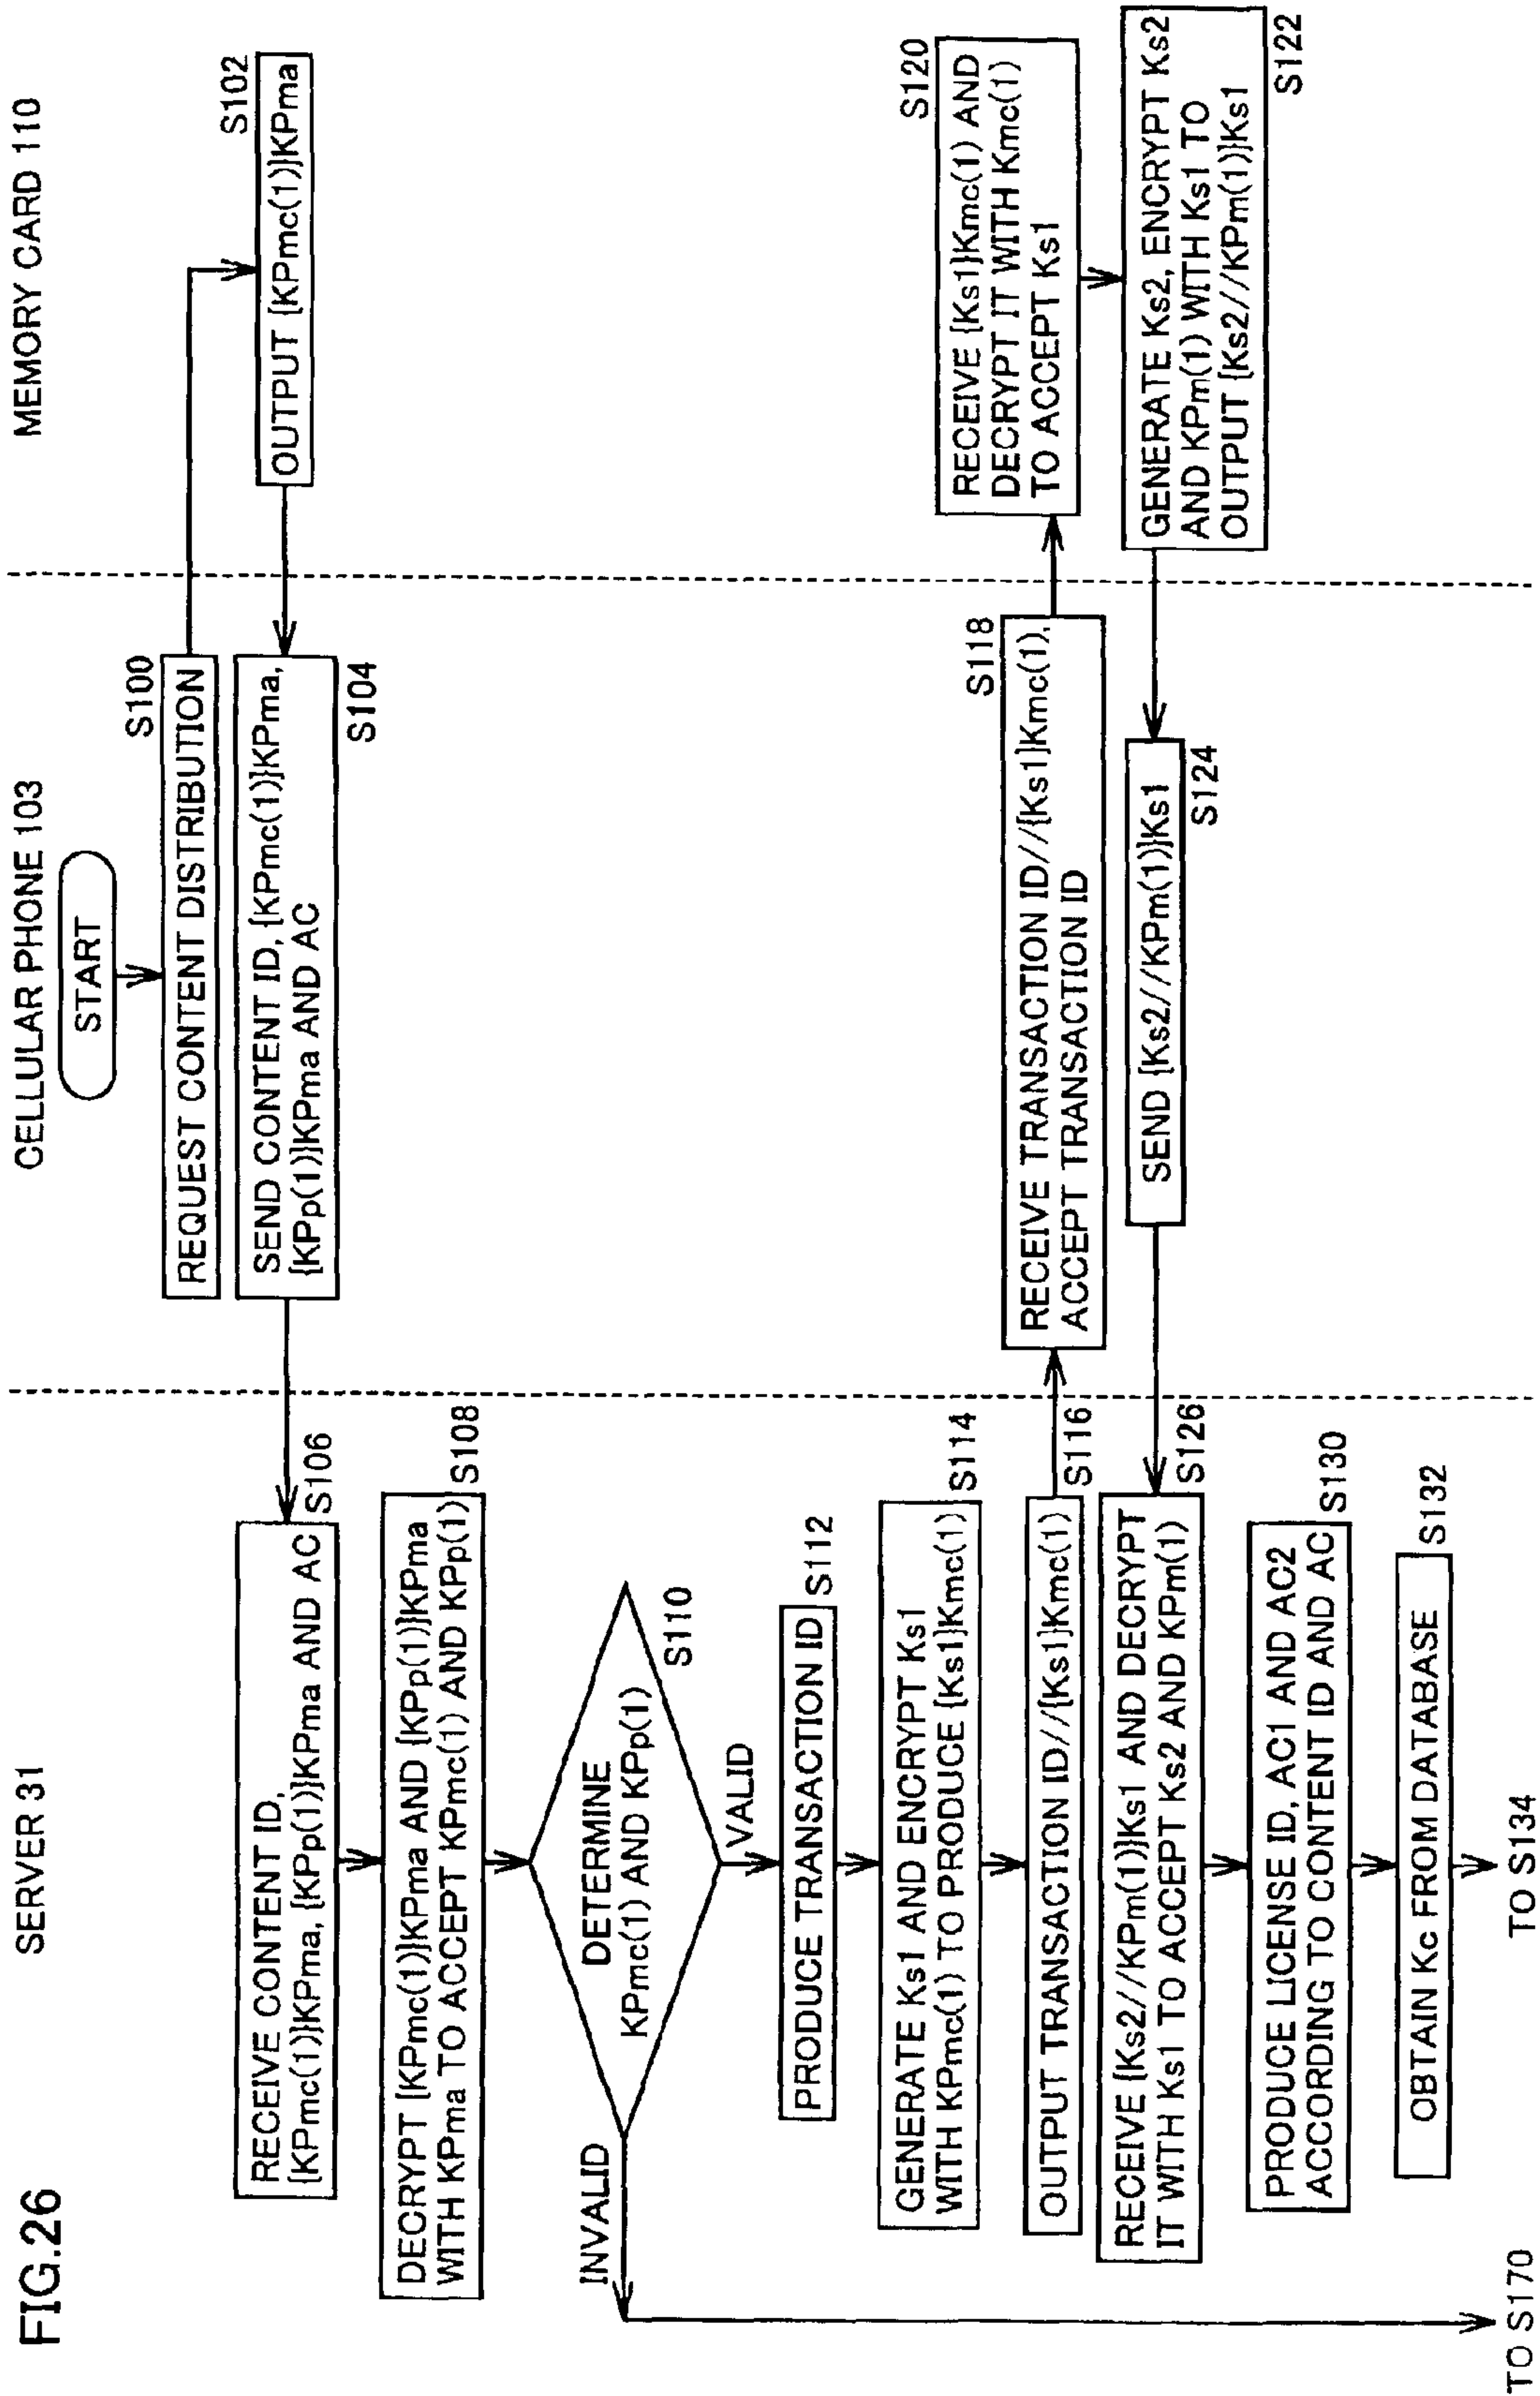 FIG.26
SERVER 31
CELLULAR PHONE 103
MEMORY CARD 110
START
S100
REQUEST CONTENT DISTRIBUTION
S102
OUTPUT {KPmc(1)}KPma
SEND CONTENT ID, {KPmc(1)}KPma,
{KPp(1)}KPma AND AC
S104
RECEIVE CONTENT ID,
{KPmc(1)}KPma, {KPp(1)}KPma AND AC
S106
DECRYPT {KPmc(1)}KPma AND {KPp(1)}KPma
WITH KPma TO ACCEPT KPmc(1) AND KPp(1)
S108
DETERMINE
KPmc(1) AND KPp(1)
S110
INVALID
VALID
PRODUCE TRANSACTION ID
S112
GENERATE Ks1 AND ENCRYPT Ks1
WITH KPmc(1) TO PRODUCE {Ks1}Kmc(1)
S114
OUTPUT TRANSACTION ID//{Ks1}Kmc(1)
S116
S118
RECEIVE TRANSACTION ID//{Ks1}Kmc(1),
ACCEPT TRANSACTION ID
S120
RECEIVE {Ks1}Kmc(1) AND
DECRYPT IT WITH Kmc(1)
TO ACCEPT Ks1
GENERATE Ks2, ENCRYPT Ks2
AND KPm(1) WITH Ks1 TO
OUTPUT {Ks2//KPm(1)}Ks1
S122
SEND {Ks2//KPm(1)}Ks1
S124
RECEIVE {Ks2//KPm(1)}Ks1 AND DECRYPT
IT WITH Ks1 TO ACCEPT Ks2 AND KPm(1)
S126
PRODUCE LICENSE ID, AC1 AND AC2
ACCORDING TO CONTENT ID AND AC
S130
OBTAIN Kc FROM DATABASE
S132
TO S170
TO S134